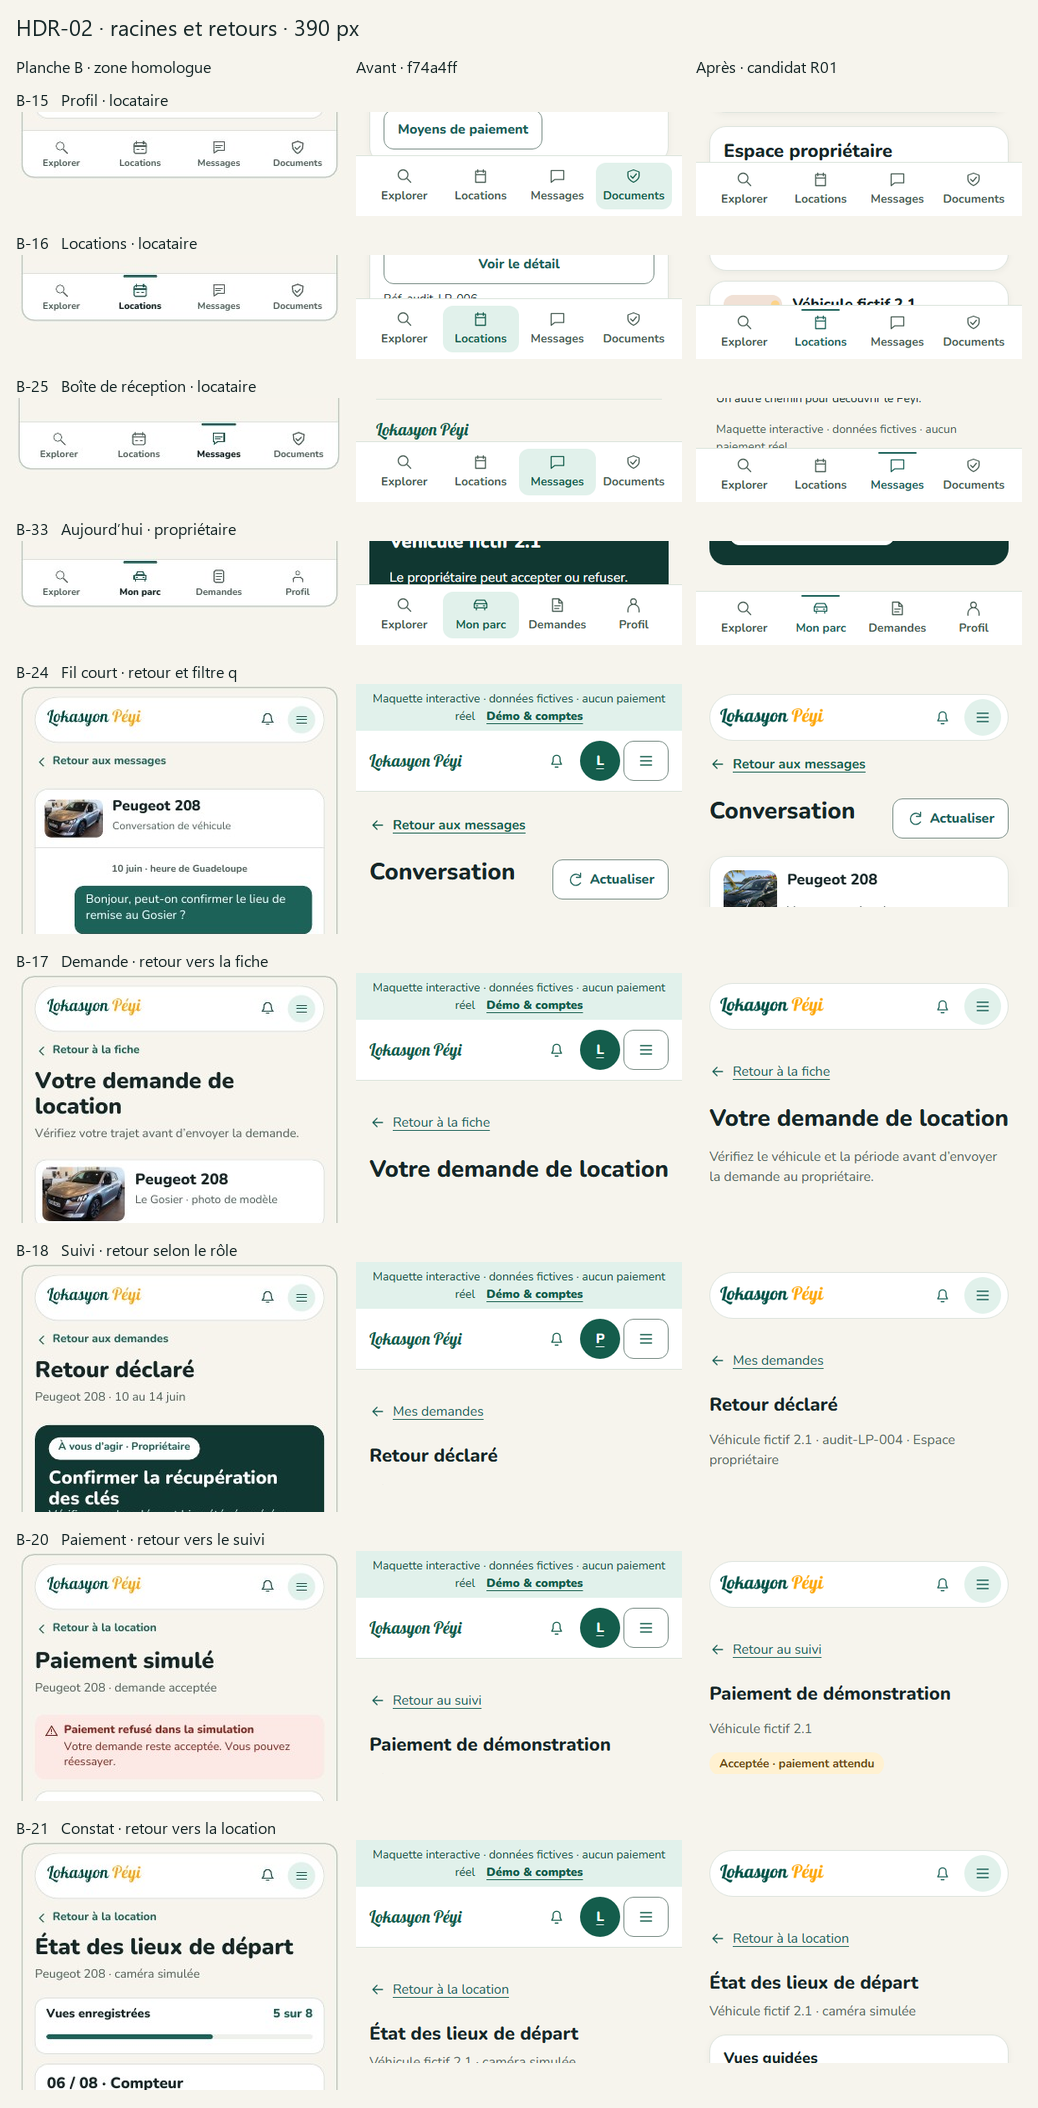 HDR-02 · racines et retours · 390 px
Planche B · zone homologue
Avant · f74a4ff
Après · candidat R01
B-15 Profil · locataire
Explorer
Locations
Messages
Documents
Moyens de paiement
Explorer
Locations
Messages
Documents
Espace propriétaire
Explorer
Locations
Messages
Documents
B-16 Locations · locataire
Explorer
Locations
Messages
Documents
Voir le détail
Réf. audit-LP-006
Explorer
Locations
Messages
Documents
Véhicule fictif 2.1
Explorer
Locations
Messages
Documents
B-25 Boîte de réception · locataire
Explorer
Locations
Messages
Documents
Lokasyon Péyi
Explorer
Locations
Messages
Documents
Un autre chemin pour découvrir le Péyi.
Maquette interactive · données fictives · aucun
paiement réel
Explorer
Locations
Messages
Documents
B-33 Aujourd'hui · propriétaire
Explorer
Mon parc
Demandes
Profil
Véhicule fictif 2.1
Le propriétaire peut accepter ou refuser.
Explorer
Mon parc
Demandes
Profil
Explorer
Mon parc
Demandes
Profil
B-24 Fil court · retour et filtre q
Lokasyon Péyi
Retour aux messages
Peugeot 208
Conversation de véhicule
10 juin · heure de Guadeloupe
Bonjour, peut-on confirmer le lieu de
remise au Gosier ?
Maquette interactive · données fictives · aucun paiement
réel Démo & comptes
Lokasyon Péyi
L
Retour aux messages
Conversation
Actualiser
Lokasyon Péyi
Retour aux messages
Conversation
Actualiser
Peugeot 208
B-17 Demande · retour vers la fiche
Lokasyon Péyi
Retour à la fiche
Votre demande de
location
Vérifiez votre trajet avant d'envoyer la demande.
Peugeot 208
Le Gosier · photo de modèle
Maquette interactive · données fictives · aucun paiement
réel Démo & comptes
Lokasyon Péyi
L
Retour à la fiche
Votre demande de location
Lokasyon Péyi
Retour à la fiche
Votre demande de location
Vérifiez le véhicule et la période avant d'envoyer
la demande au propriétaire.
B-18 Suivi · retour selon le rôle
Lokasyon Péyi
Retour aux demandes
Retour déclaré
Peugeot 208 · 10 au 14 juin
À vous d'agir · Propriétaire
Confirmer la récupération
des clés
Maquette interactive · données fictives · aucun paiement
réel Démo & comptes
Lokasyon Péyi
P
Mes demandes
Retour déclaré
Lokasyon Péyi
Mes demandes
Retour déclaré
Véhicule fictif 2.1 · audit-LP-004 · Espace
propriétaire
B-20 Paiement · retour vers le suivi
Lokasyon Péyi
Retour à la location
Paiement simulé
Peugeot 208 · demande acceptée
Paiement refusé dans la simulation
Votre demande reste acceptée. Vous pouvez
réessayer.
Maquette interactive · données fictives · aucun paiement
réel Démo & comptes
Lokasyon Péyi
L
Retour au suivi
Paiement de démonstration
Lokasyon Péyi
Retour au suivi
Paiement de démonstration
Véhicule fictif 2.1
Acceptée · paiement attendu
B-21 Constat · retour vers la location
Lokasyon Péyi
Retour à la location
État des lieux de départ
Peugeot 208 · caméra simulée
Vues enregistrées
5 sur 8
06 / 08 · Compteur
Maquette interactive · données fictives · aucun paiement
réel Démo & comptes
Lokasyon Péyi
L
Retour à la location
État des lieux de départ
Véhicule fictif 2.1 · caméra simulée
Lokasyon Péyi
Retour à la location
État des lieux de départ
Véhicule fictif 2.1 · caméra simulée
Vues guidées